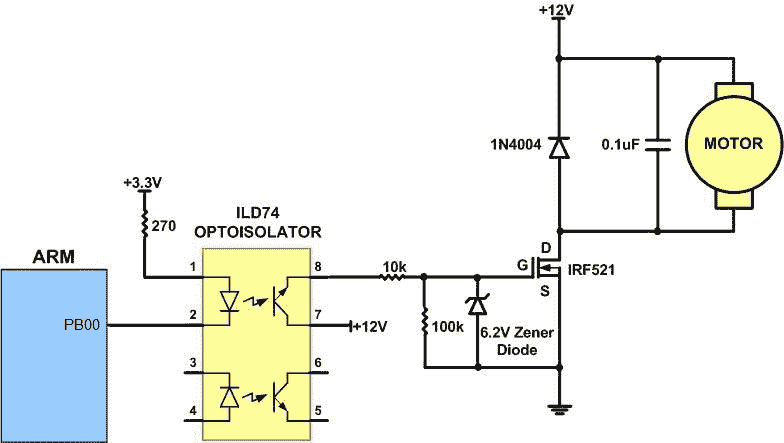 +12V
1N4004
0.1uF
MOTOR
+3.3V
270
ILD74
OPTOISOLATOR
ARM
PB00
1
2
3
4
8
7
6
5
+12V
10k
100k
6.2V Zener
Diode
D
G
S
IRF521